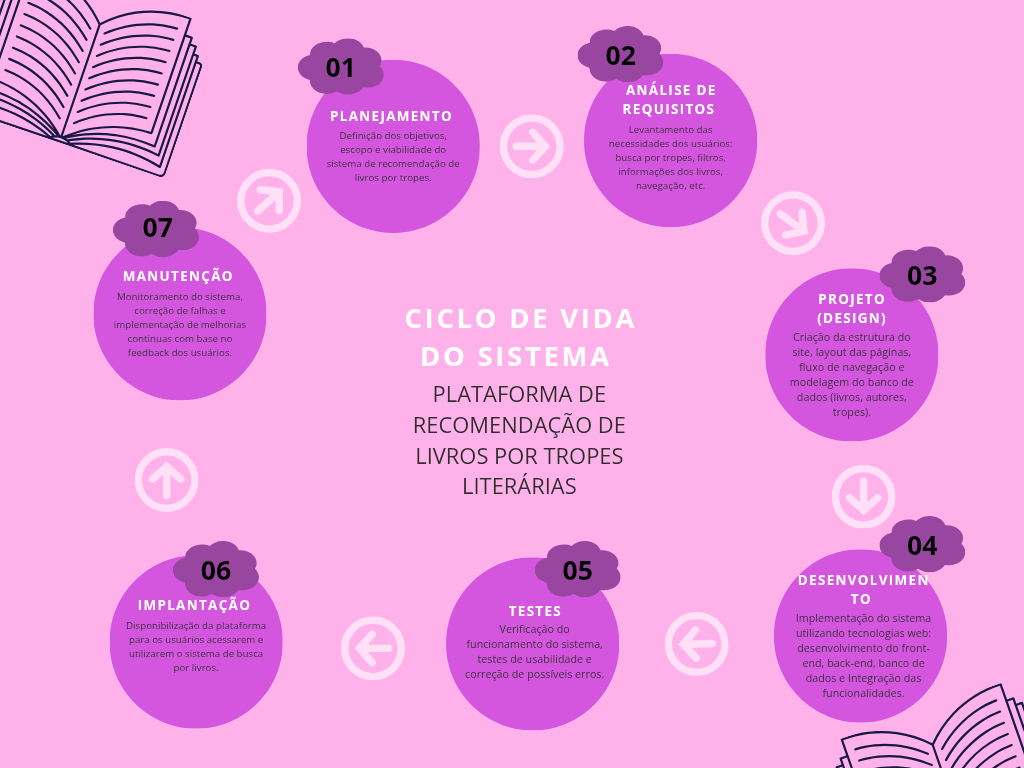 01
PLANEJAMENTO
Definição dos objetivos,
escopo e viabilidade do
sistema de recomendação de
livros por tropes.
02
ANÁLISE DE
REQUISITOS
Levantamento das
necessidades dos usuários:
busca por tropes, filtros,
informações dos livros,
navegação, etc.
03
PROJETO
(DESIGN)
Criação da estrutura do
site, layout das páginas,
fluxo de navegação e
modelagem do banco de
dados (livros, autores,
tropes).
04
DESENVOLVIMEN
TO
Implementação do sistema
utilizando tecnologias web:
desenvolvimento do front-
end, back-end, banco de
dados e Integração das
funcionalidades.
05
TESTES
Verificação do
funcionamento do sistema,
testes de usabilidade e
correção de possíveis erros.
06
IMPLANTAÇÃO
Disponibilização da plataforma
para os usuários acessarem e
utilizarem o sistema de busca
por livros.
07
MANUTENÇÃO
Monitoramento do sistema,
correção de falhas e
implementação de melhorias
continuas com base no
feedback dos usuários.
CICLO DE VIDA
DO SISTEMA
PLATAFORMA DE
RECOMENDAÇÃO DE
LIVROS POR TROPES
LITERÁRIAS